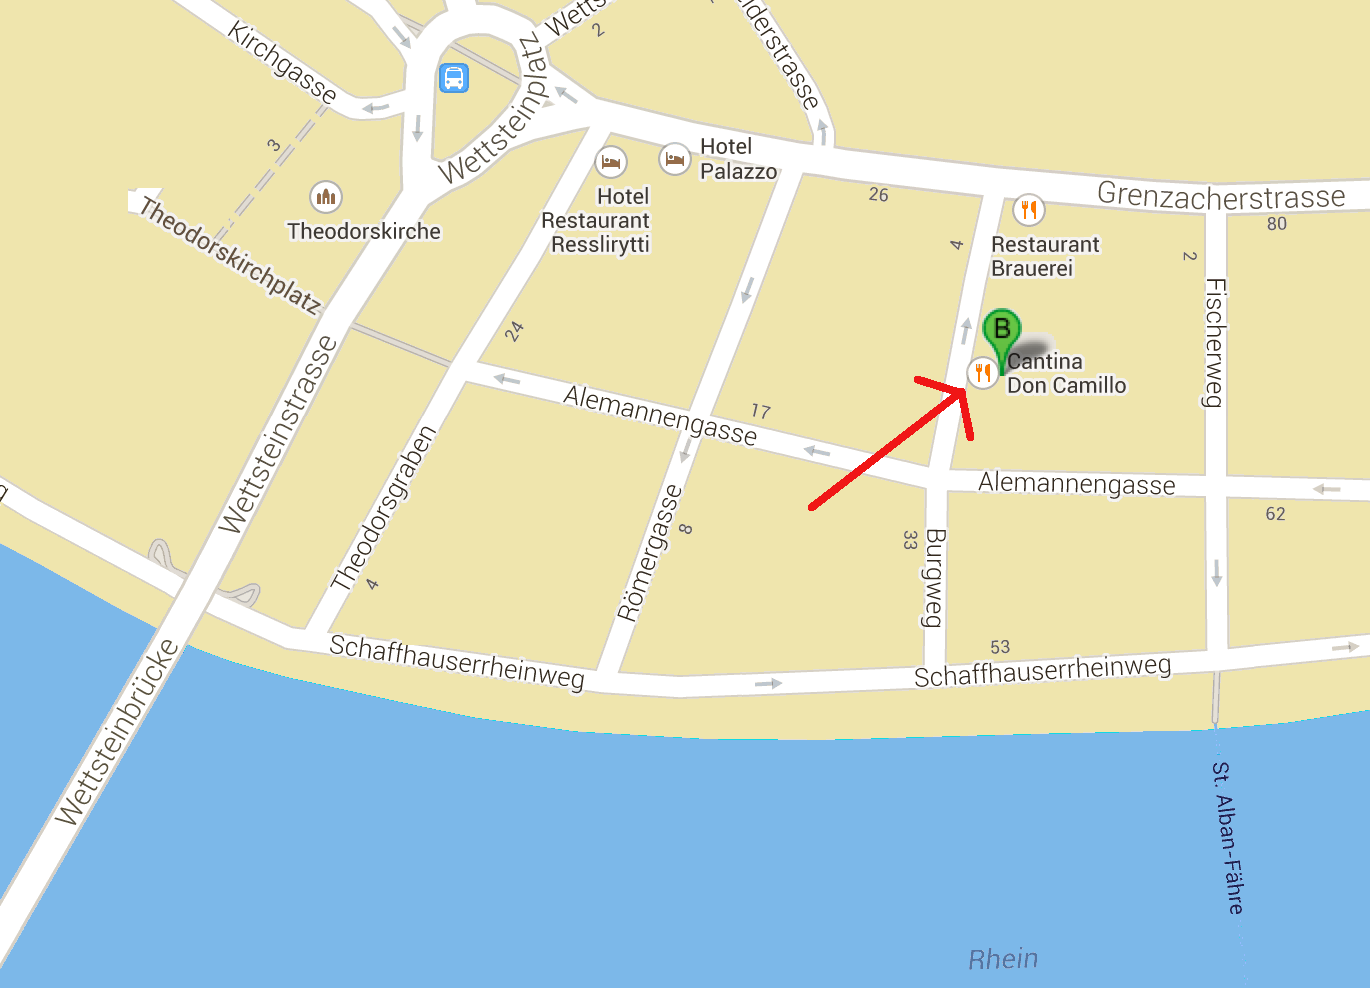 Kirchgasse
Wettsteinplatz
Wetts
2
3
Theodorskirche
Theodorskirchplatz
Hotel
Restaurant
Resslirytti
Hotel
Palazzo
26
Grenzacherstrasse
80
4
Restaurant
Brauerei
2
Fischerweg
B
Cantina
Don Camillo
24
Alemannengasse
17
Alemannengasse
62
Wettsteinstrasse
Theodorsgraben
4
Römergasse
8
33
Burgweg
53
Schaffhauserrheinweg
Schaffhauserrheinweg
Wettsteinbrücke
St. Alban-Fähre
Rhein